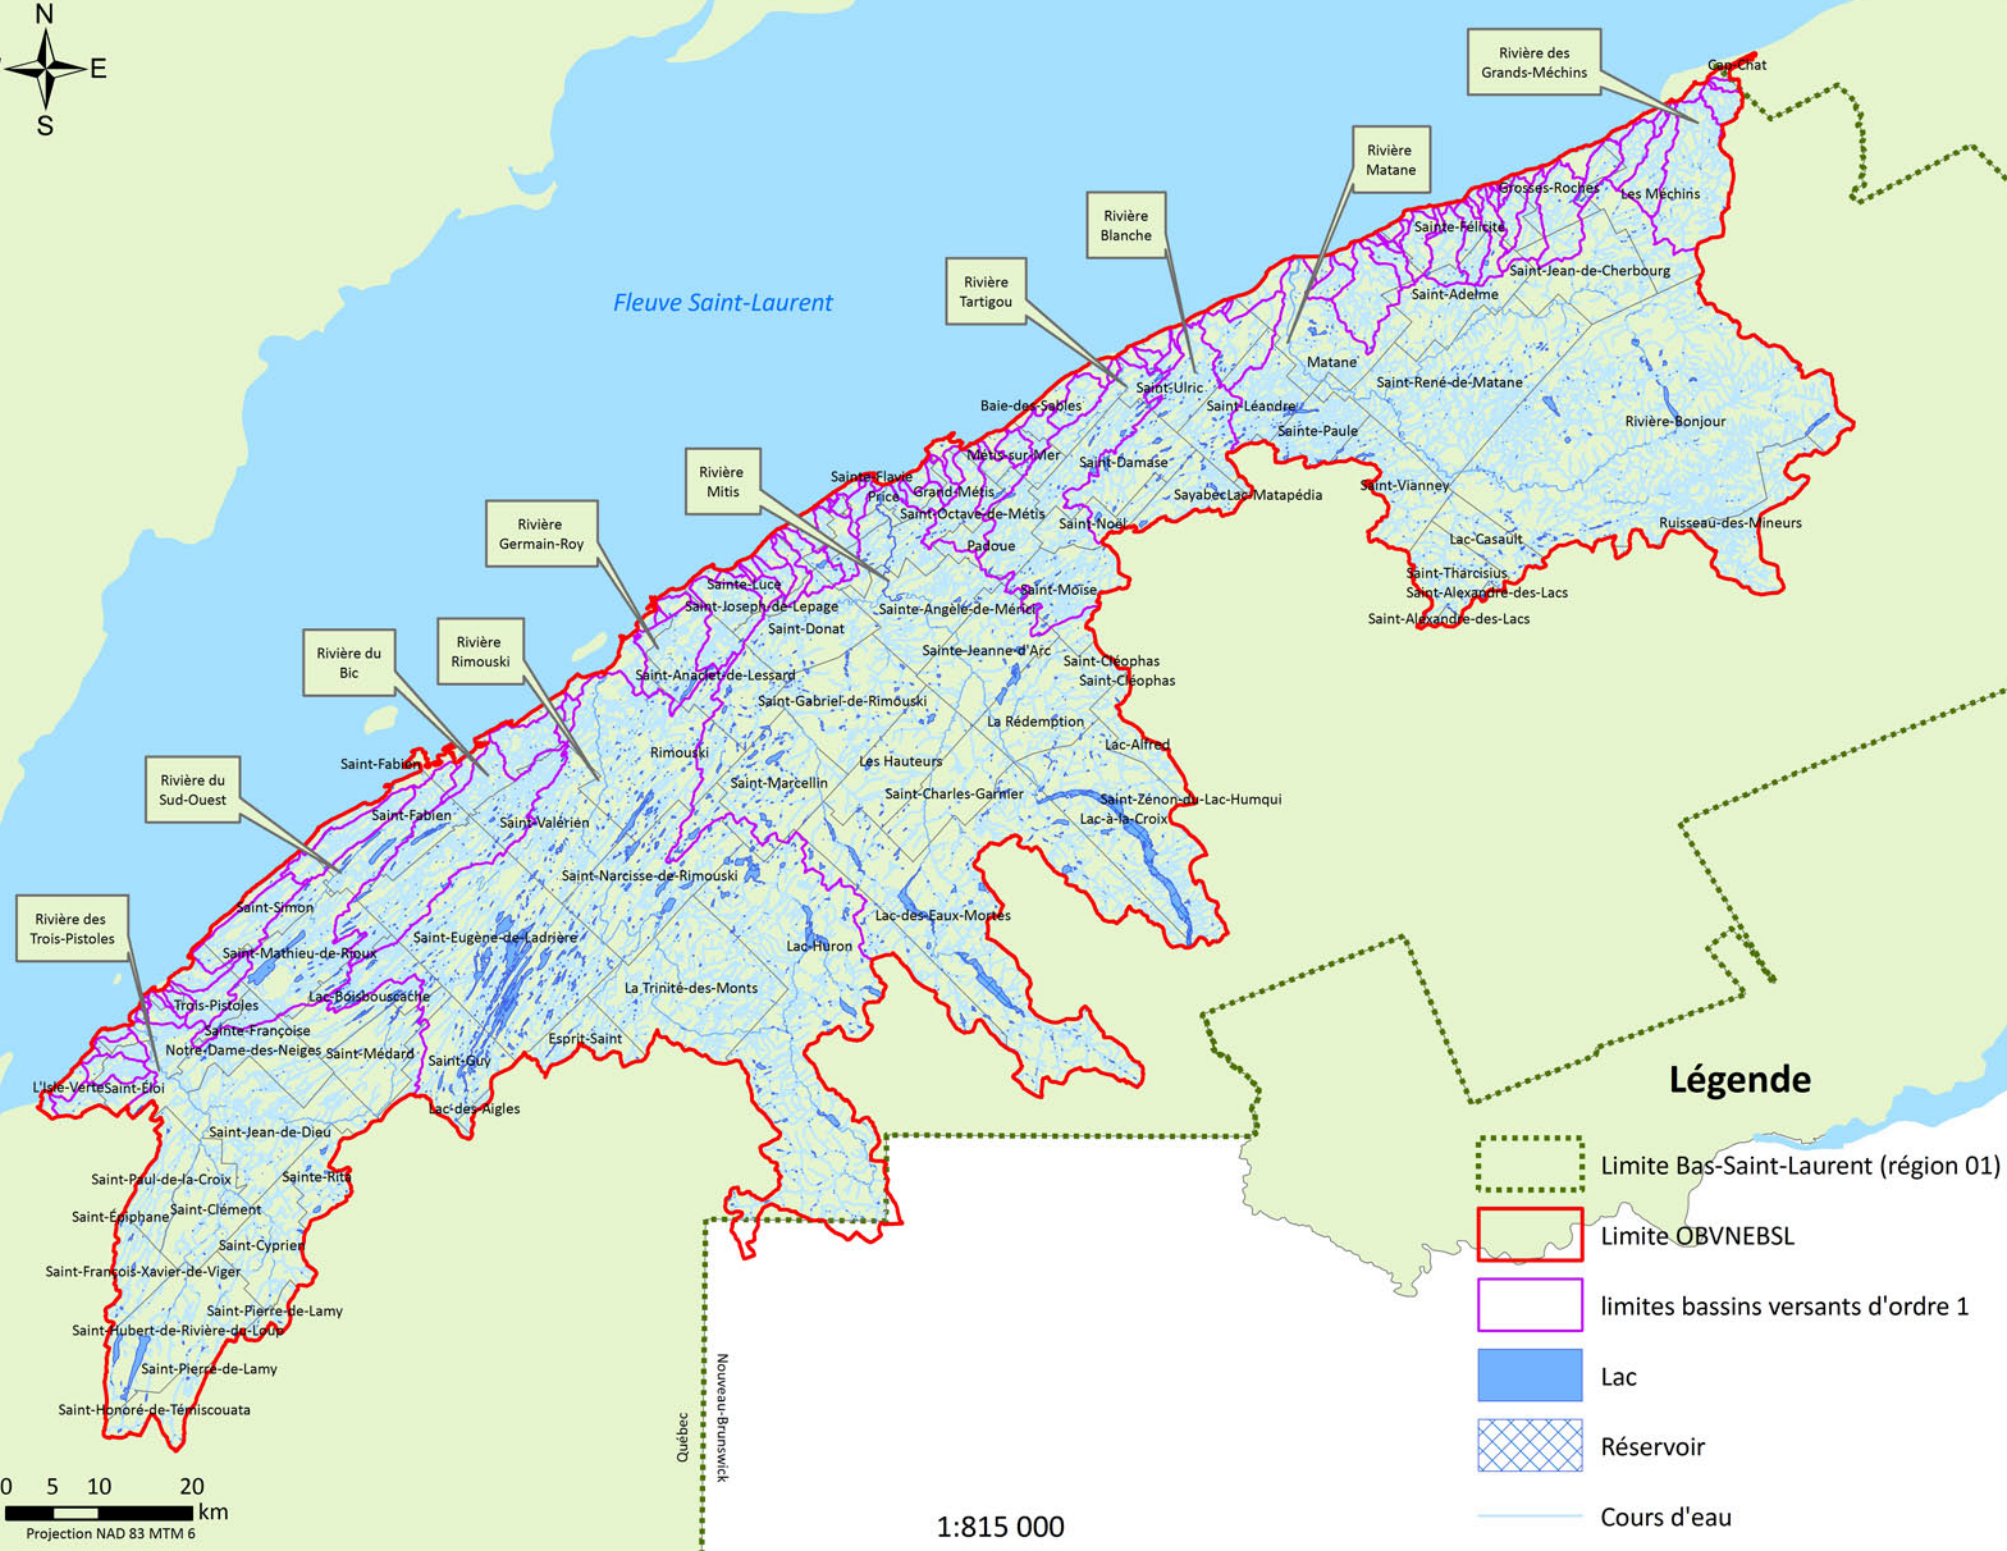 N
E
S
Rivière des
Grands-Méchins
Cap-Chat
Rivière
Matane
Grosses-Roches
Les Méchins
Rivière
Blanche
Sainte-Félicité
Saint-Jean-de-Cherbourg
Saint-Adelme
Rivière
Tartigou
Fleuve Saint-Laurent
Matane
Saint-René-de-Matane
Saint-Ulric
Baie-des-Sables
Saint-Léandre
Sainte-Paule
Rivière-Bonjour
Métis-sur-Mer
Saint-Damase
Rivière
Mitis
Sainte-Flavie
Price
Grand-Métis
Saint-Octave-de-Métis
Sayabec
Lac-Matapédia
Saint-Vianney
Saint-Noël
Ruisseau-des-Mineurs
Padoue
Lac-Casault
Rivière
Germain-Roy
Saint-Tharcisius
Sainte-Luce
Saint-Moïse
Saint-Alexandre-des-Lacs
Saint-Joseph-de-Lepage
Sainte-Angèle-de-Mérici
Saint-Alexandre-des-Lacs
Saint-Donat
Rivière du
Bic
Rivière
Rimouski
Sainte-Jeanne-d'Arc
Saint-Cléophas
Saint-Anaclet-de-Lessard
Saint-Cléophas
Saint-Gabriel-de-Rimouski
La Rédemption
Rimouski
Lac-Alfred
Saint-Fabien
Les Hauteurs
Rivière du
Sud-Ouest
Saint-Marcellin
Saint-Charles-Garnier
Saint-Zénon-du-Lac-Humqui
Saint-Fabien
Saint-Valérien
Lac-à-la-Croix
Saint-Narcisse-de-Rimouski
Saint-Simon
Lac-des-Eaux-Mortes
Rivière des
Trois-Pistoles
Saint-Eugène-de-Ladrière
Lac-Huron
Saint-Mathieu-de-Rioux
La Trinité-des-Monts
Lac-Boisbouscache
Trois-Pistoles
Sainte-Françoise
Esprit-Saint
Notre-Dame-des-Neiges
Saint-Médard
Saint-Guy
L'Isle-Verte
Saint-Éloi
Lac-des-Aigles
Saint-Jean-de-Dieu
Saint-Paul-de-la-Croix
Sainte-Rita
Saint-Clément
Saint-Épiphane
Saint-Cyprien
Saint-François-Xavier-de-Viger
Saint-Pierre-de-Lamy
Saint-Hubert-de-Rivière-du-Loup
Saint-Pierre-de-Lamy
Saint-Honoré-de-Témiscouata
Québec
Nouveau-Brunswick
Légende
Limite Bas-Saint-Laurent (région 01)
Limite OBVNEBSL
limites bassins versants d'ordre 1
Lac
Réservoir
Cours d'eau
0 5 10 20
km
Projection NAD 83 MTM 6
1:815 000